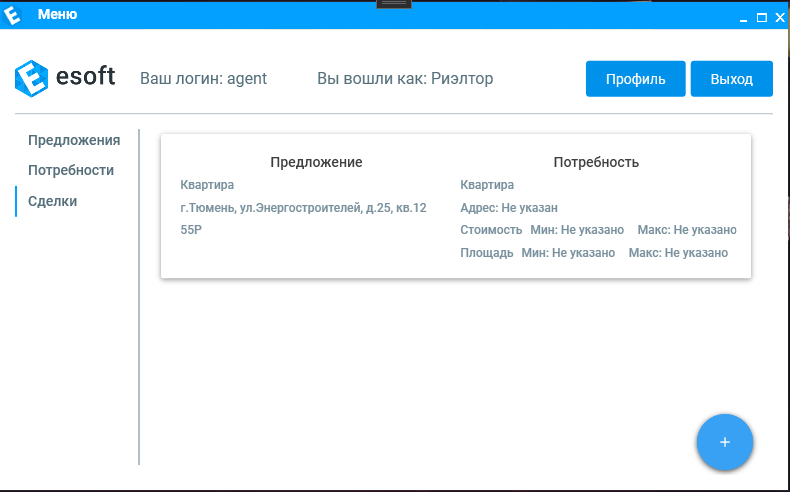 Меню
esoft
Ваш логин: agent
Вы вошли как: Риэлтор
Профиль
Выход
Предложения
Потребности
Сделки
Предложение
Квартира
г.Тюмень, ул.Энергостроителей, д.25, кв.12
55Р
Потребность
Квартира
Адрес: Не указан
Стоимость Мин: Не указано Макс: Не указано
Площадь Мин: Не указано Макс: Не указано
+